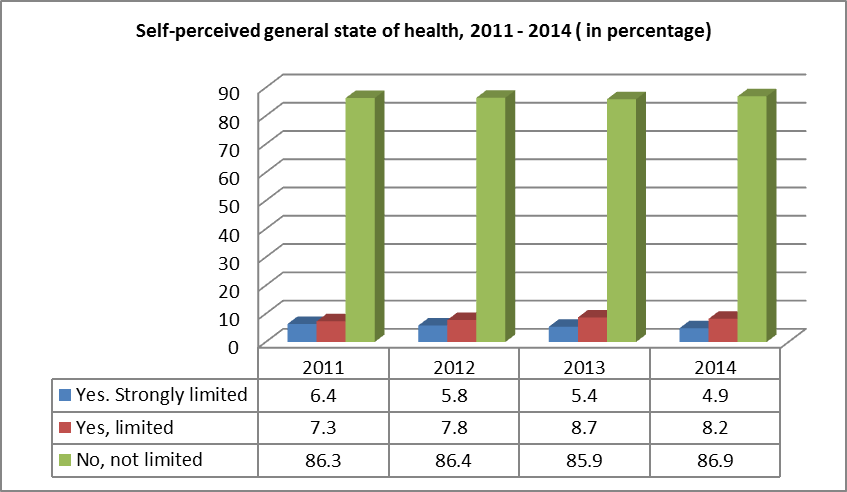 Self-perceived general state of health, 2011 - 2014 ( in percentage)
90
80
70
60
50
40
30
20
10
0
2011 2012 2013 2014
Yes. Strongly limited 6.4 5.8 5.4 4.9
Yes, limited 7.3 7.8 8.7 8.2
No, not limited 86.3 86.4 85.9 86.9